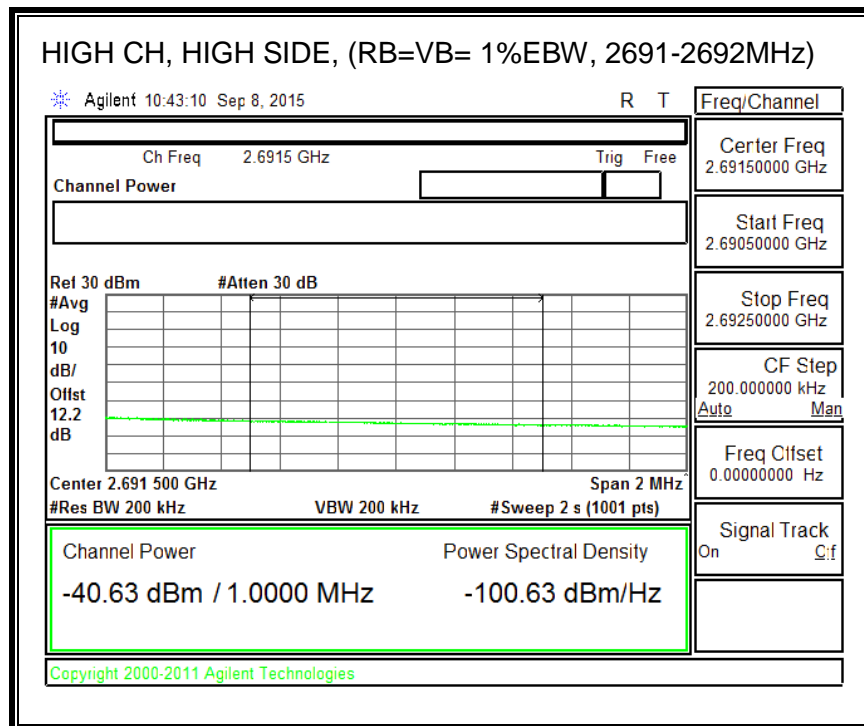 HIGH CH, HIGH SIDE, (RB=VB= 1%EBW, 2691-2692MHz)
Agilent 10:43:10 Sep 8, 2015 R T
Freq/Channel
Ch Freq 2.6915 GHz Trig Free
Channel Power
Center Freq
2.69150000 GHz
Start Freq
2.69050000 GHz
Stop Freq
2.69250000 GHz
CF Step
200.000000 kHz
Auto Man
Freq Offset
0.00000000 Hz
Signal Track
On Off
Ref 30 dBm #Atten 30 dB
#Avg
Log
10
dB/
Offst
12.2
dB
Center 2.691 500 GHz Span 2 MHz
#Res BW 200 kHz VBW 200 kHz #Sweep 2 s (1001 pts)
Channel Power Power Spectral Density
-40.63 dBm / 1.0000 MHz -100.63 dBm/Hz
Copyright 2000-2011 Agilent Technologies